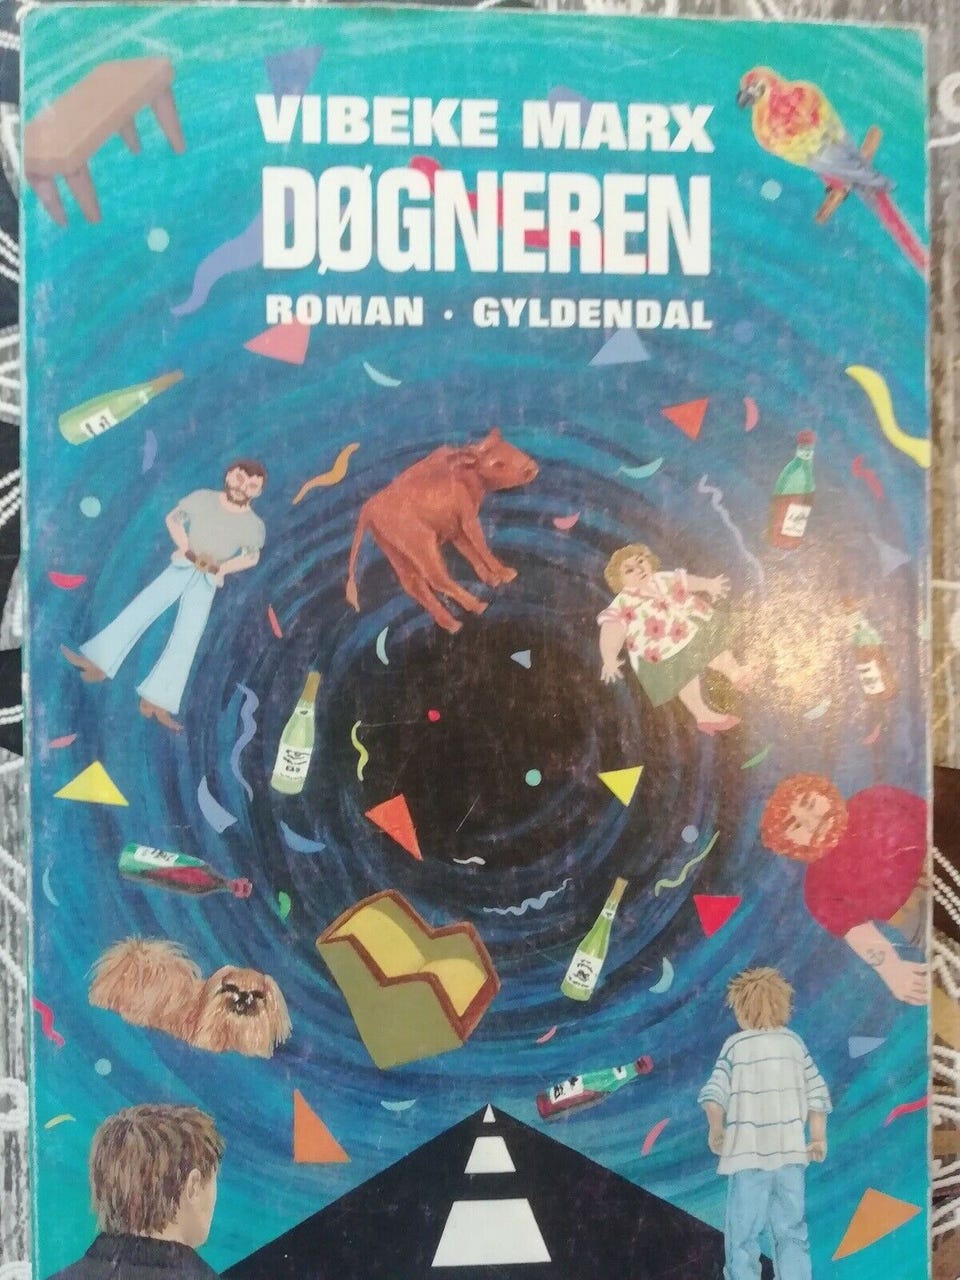 VIBEKE MARX
DØGNEREN
ROMAN · GYLDENDAL